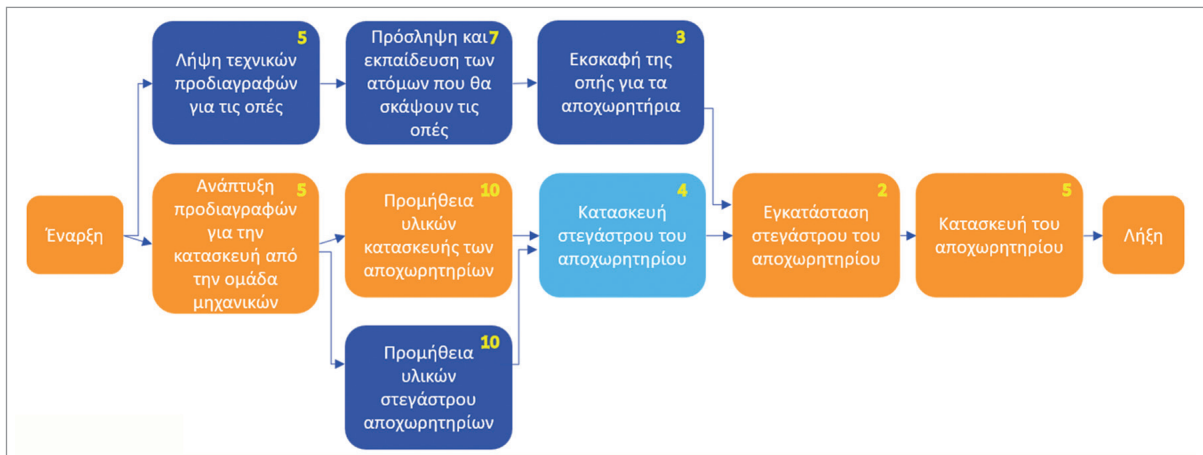 5
Λήψη τεχνικών
προδιαγραφών
για τις οπές
Πρόσληψη και 7
εκπαίδευση των
ατόμων που θα
σκάψουν τις
οπές
3
Εκσκαφή της
οπής για τα
αποχωρητήρια
Έναρξη
Ανάπτυξη 5
προδιαγραφών
για την
κατασκευή από
την ομάδα
μηχανικών
10
Προμήθεια
υλικών
κατασκευής των
αποχωρητηρίων
4
Κατασκευή
στεγάστρου του
αποχωρητηρίου
2
Εγκατάσταση
στεγάστρου του
αποχωρητηρίου
5
Κατασκευή του
αποχωρητηρίου
Λήξη
10
Προμήθεια
υλικών
στεγάστρου
αποχωρητηρίων